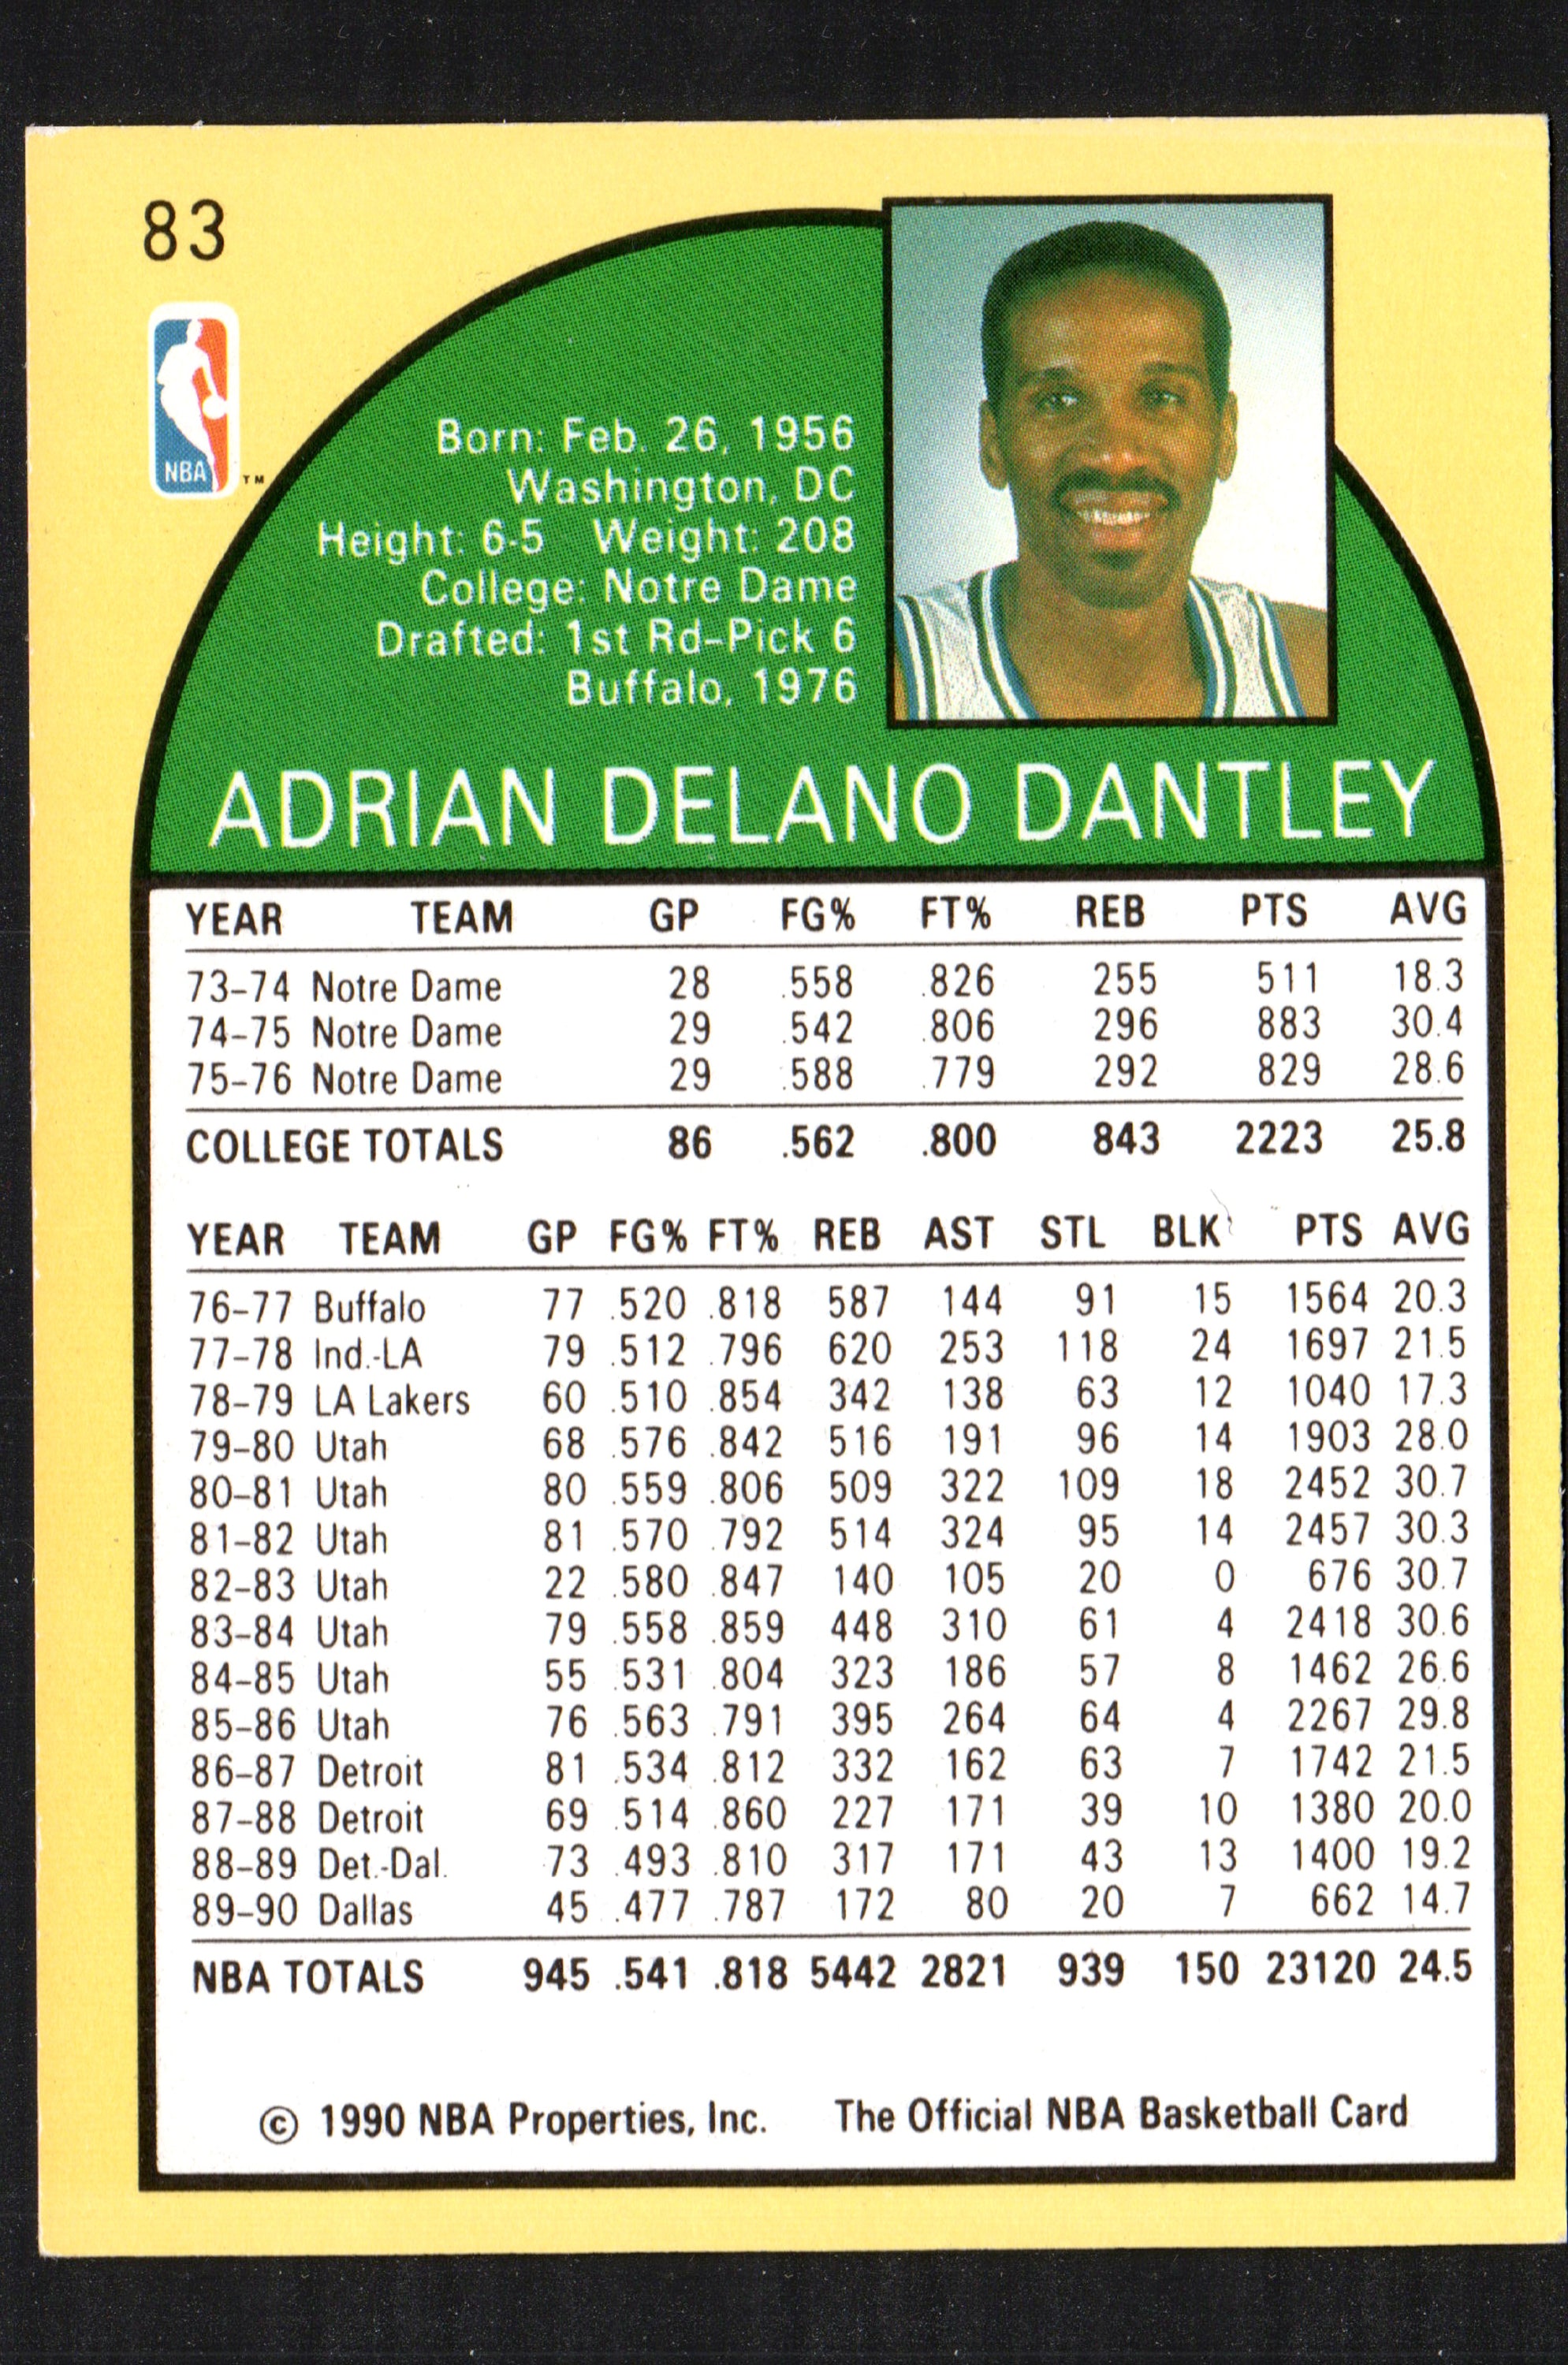 83
NBA
TM
Born: Feb. 26, 1956
Washington, DC
Height: 6-5 Weight: 208
College: Notre Dame
Drafted: 1st Rd-Pick 6
Buffalo, 1976
ADRIAN DELANO DANTLEY
YEAR TEAM GP FG% FT% REB PTS AVG
73-74 Notre Dame 28 .558 .826 255 511 18.3
74-75 Notre Dame 29 .542 .806 296 883 30.4
75-76 Notre Dame 29 .588 .779 292 829 28.6
COLLEGE TOTALS 86 .562 .800 843 2223 25.8
YEAR TEAM GP FG% FT% REB AST STL BLK PTS AVG
76-77 Buffalo 77 .520 .818 587 144 91 15 1564 20.3
77-78 Ind.-LA 79 .512 .796 620 253 118 24 1697 21.5
78-79 LA Lakers 60 .510 .854 342 138 63 12 1040 17.3
79-80 Utah 68 .576 .842 516 191 96 14 1903 28.0
80-81 Utah 80 .559 .806 509 322 109 18 2452 30.7
81-82 Utah 81 .570 .792 514 324 95 14 2457 30.3
82-83 Utah 22 .580 .847 140 105 20 0 676 30.7
83-84 Utah 79 .558 .859 448 310 61 4 2418 30.6
84-85 Utah 55 .531 .804 323 186 57 8 1462 26.6
85-86 Utah 76 .563 .791 395 264 64 4 2267 29.8
86-87 Detroit 81 .534 .812 332 162 63 7 1742 21.5
87-88 Detroit 69 .514 .860 227 171 39 10 1380 20.0
88-89 Det.-Dal. 73 .493 .810 317 171 43 13 1400 19.2
89-90 Dallas 45 .477 .787 172 80 20 7 662 14.7
NBA TOTALS 945 .541 .818 5442 2821 939 150 23120 24.5
© 1990 NBA Properties, Inc. The Official NBA Basketball Card